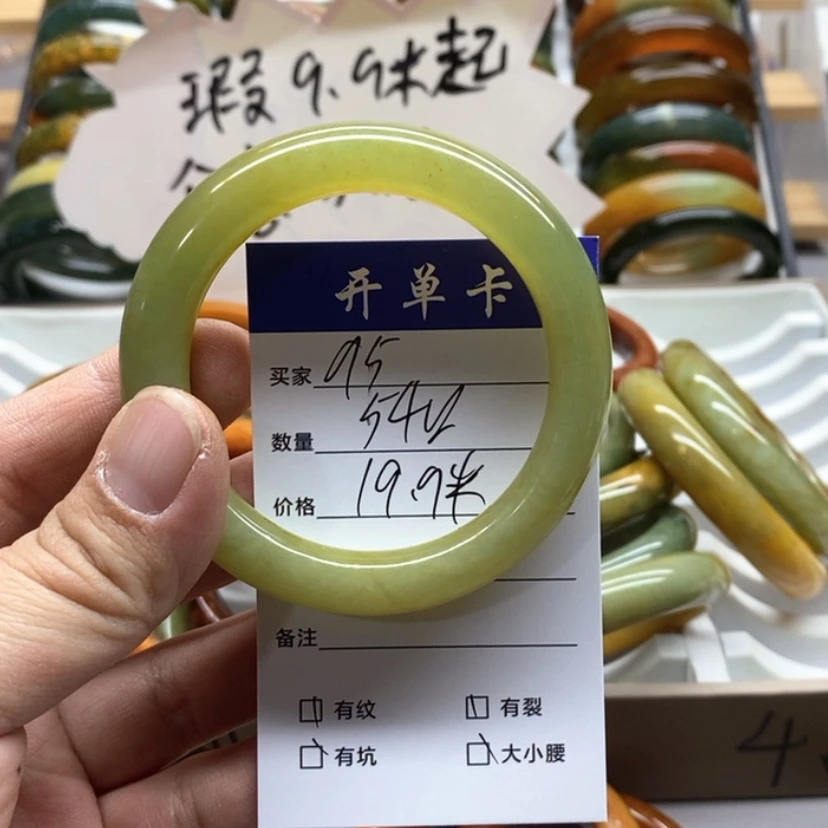 瑕9.9米起
开单卡
买家 95
数量 54
价格 19.9米
备注
有纹 有裂
有坑 大小腰
4